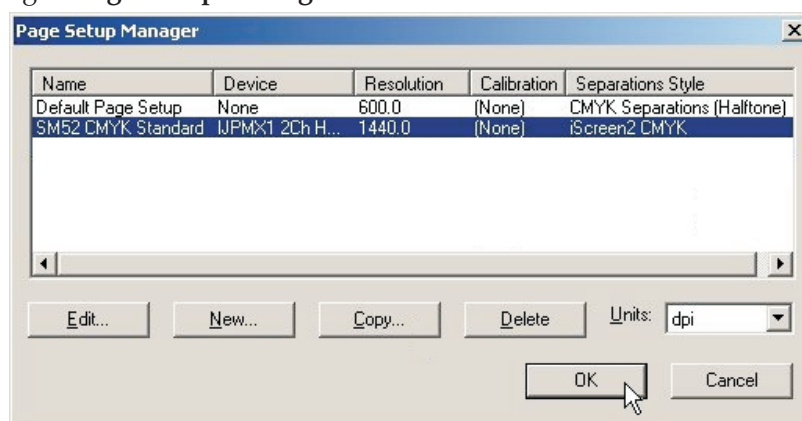 Page Setup Manager
Name Device Resolution Calibration Separations Style
Default Page Setup None 600.0 (None) CMYK Separations (Halftone)
SM52 CMYK Standard IJPMX1 2Ch H... 1440.0 (None) iScreen2 CMYK
Edit... New... Copy... Delete Units: dpi
OK Cancel